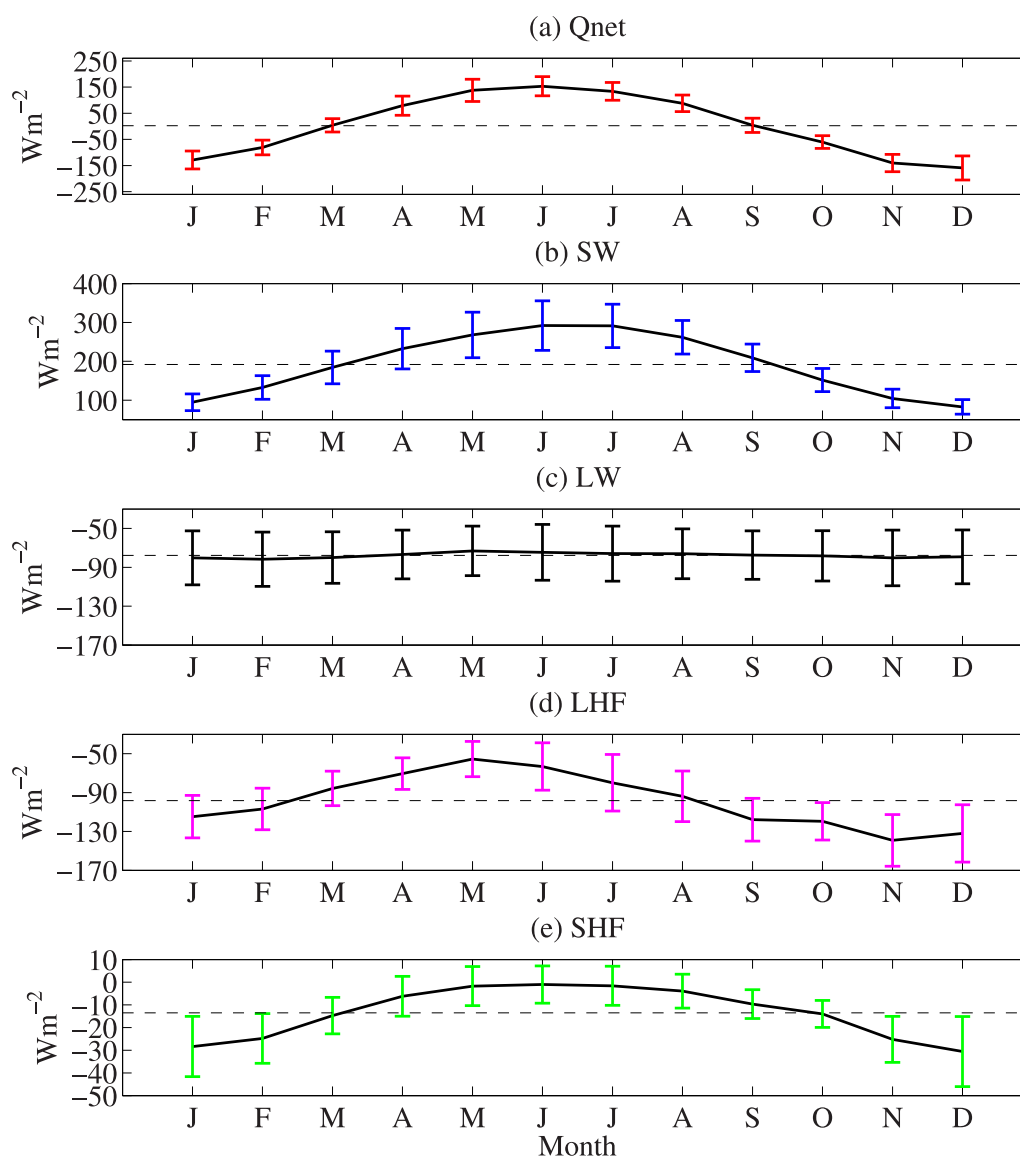 (a) Qnet
250
150
50
−50
−150
−250
Wm−2
J F M A M J J A S O N D
(b) SW
400
300
200
100
Wm−2
J F M A M J J A S O N D
(c) LW
−50
−90
−130
−170
Wm−2
J F M A M J J A S O N D
(d) LHF
−50
−90
−130
−170
Wm−2
J F M A M J J A S O N D
(e) SHF
10
0
−10
−20
−30
−40
−50
Wm−2
J F M A M J J A S O N D
Month